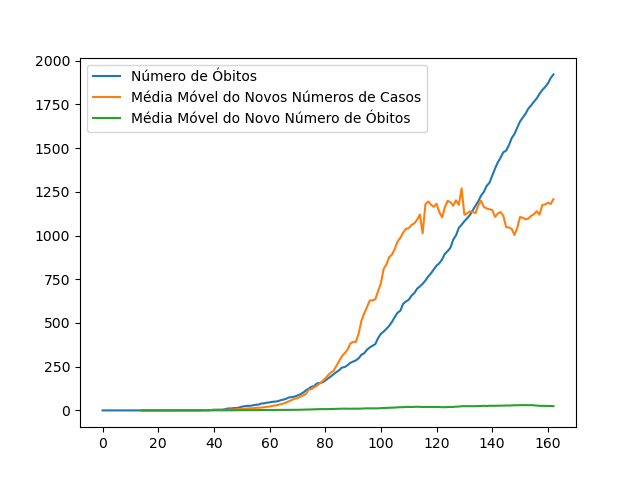 Número de Óbitos
Média Móvel do Novos Números de Casos
Média Móvel do Novo Número de Óbitos
2000
1750
1500
1250
1000
750
500
250
0
0 20 40 60 80 100 120 140 160